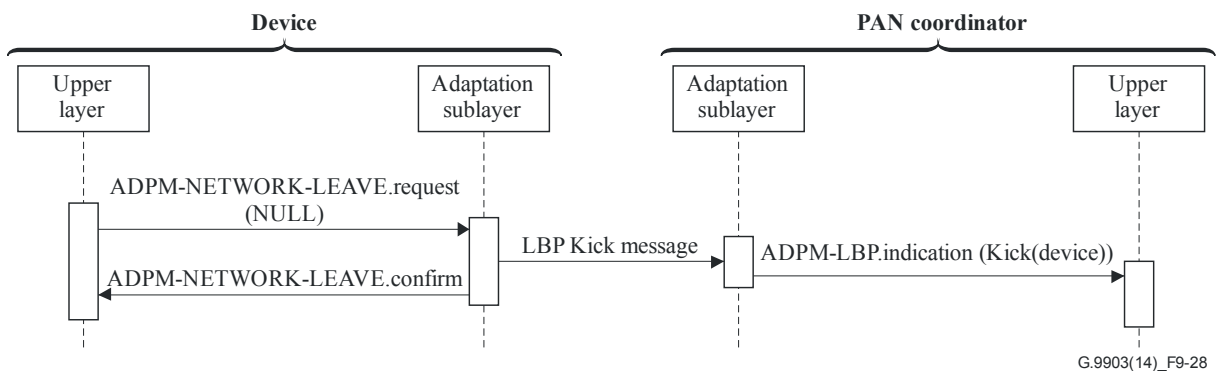 Device
PAN coordinator
Upper
layer
Adaptation
sublayer
Adaptation
sublayer
Upper
layer
ADPM-NETWORK-LEAVE.request
(NULL)
LBP Kick message
ADPM-LBP.indication (Kick(device))
ADPM-NETWORK-LEAVE.confirm
G.9903(14)_F9-28